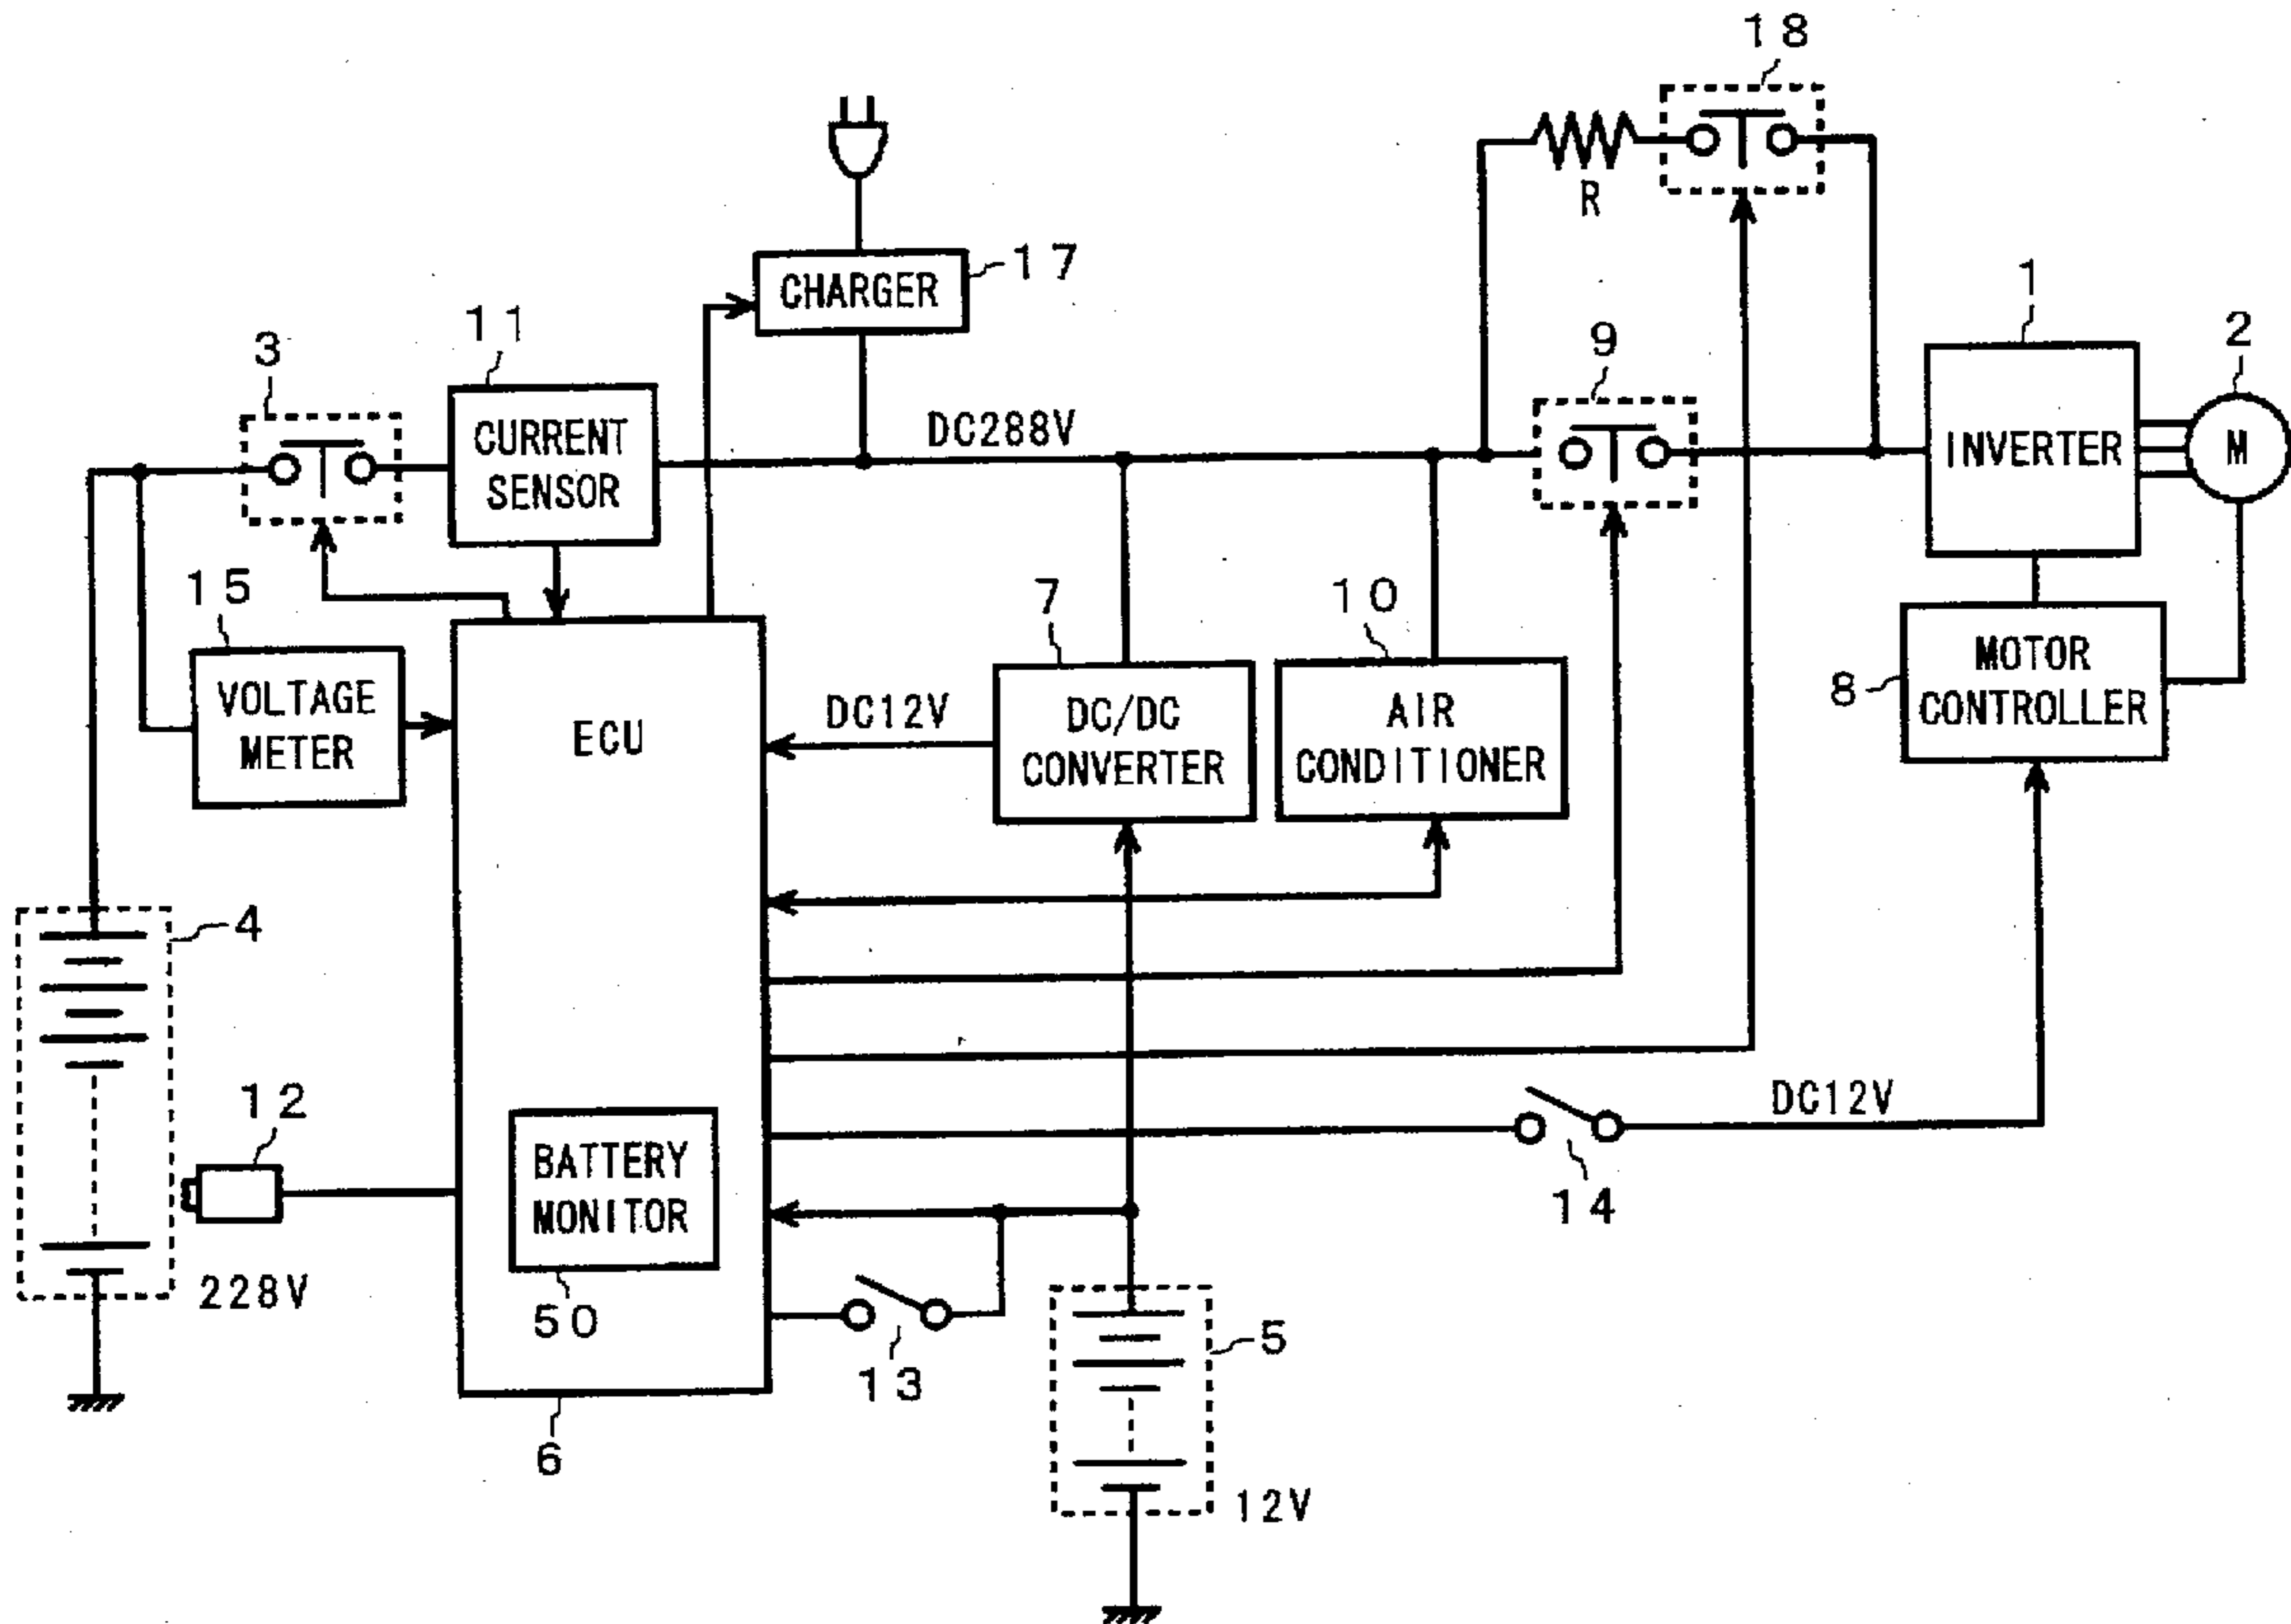 18
R
CHARGER
17
11
3
CURRENT
SENSOR
DC288V
9
1
2
INVERTER
M
15
VOLTAGE
METER
ECU
DC12V
7
DC/DC
CONVERTER
10
AIR
CONDITIONER
8
MOTOR
CONTROLLER
4
12
BATTERY
MONITOR
50
228V
DC12V
14
13
5
6
12V